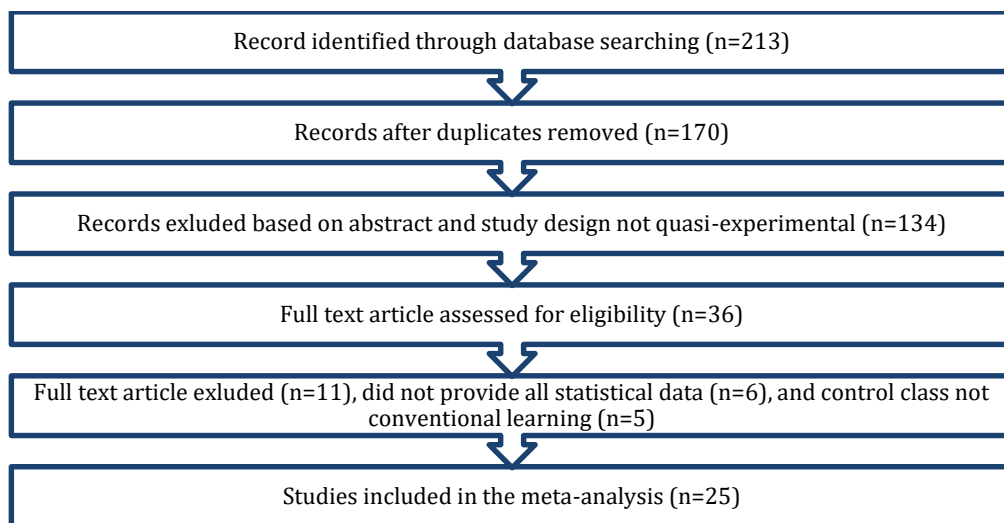 Record identified through database searching (n=213)
Records after duplicates removed (n=170)
Records exluded based on abstract and study design not quasi-experimental (n=134)
Full text article assessed for eligibility (n=36)
Full text article exluded (n=11), did not provide all statistical data (n=6), and control class not
conventional learning (n=5)
Studies included in the meta-analysis (n=25)